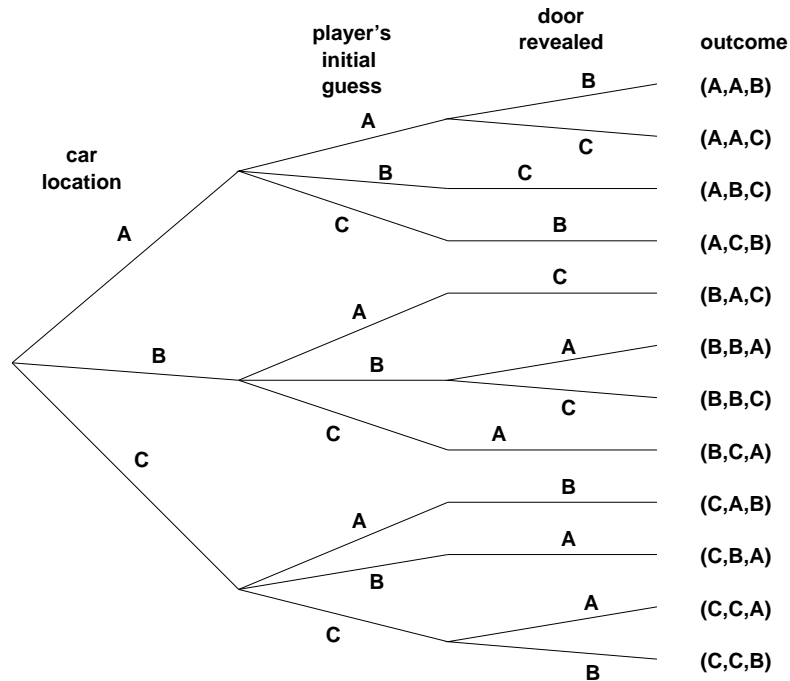 door
player's
revealed
outcome
initial
guess
B
(A,A,B)
A
C
(A,A,C)
car
location
B
C
(A,B,C)
A
C
B
(A,C,B)
C
(B,A,C)
A
B
B
A
(B,B,A)
C
(B,B,C)
C
A
(B,C,A)
C
B
(C,A,B)
A
A
(C,B,A)
B
A
(C,C,A)
C
B
(C,C,B)